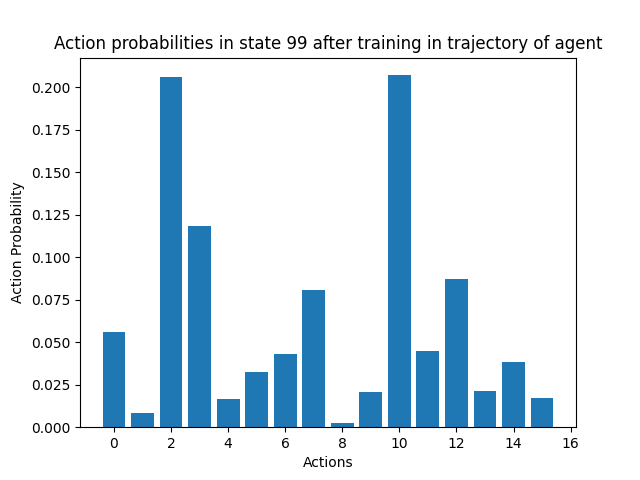 Action probabilities in state 99 after training in trajectory of agent
0.200
0.175
0.150
0.125
0.100
0.075
0.050
0.025
0.000
Action Probability
0 2 4 6 8 10 12 14 16
Actions